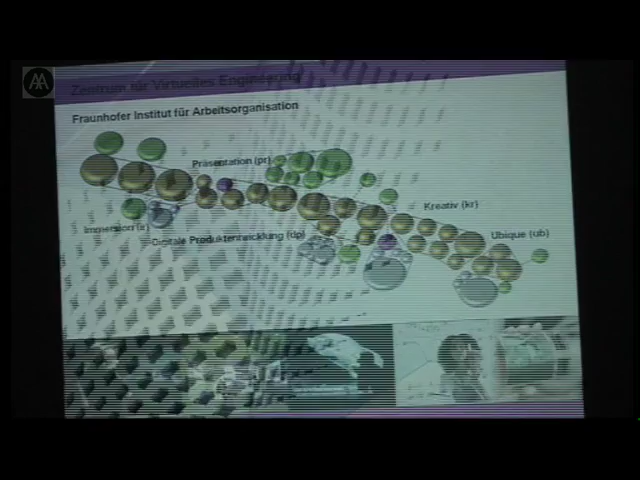 AA
Zentrum für Virtuelles Engineering
Fraunhofer Institut für Arbeitsorganisation
Präsentation (pr)
Kreativ (kr)
Immersion (ir)
Digitale Produktentwicklung (dp)
Ubique (ub)